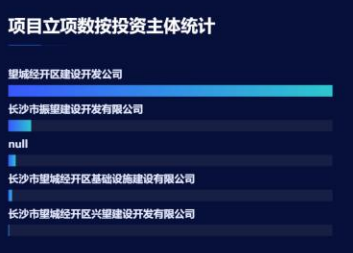 项目立项数按投资主体统计
望城经开区建设开发公司
长沙市振望建设开发有限公司
null
长沙市望城经开区基础设施建设有限公司
长沙市望城经开区兴望建设开发有限公司